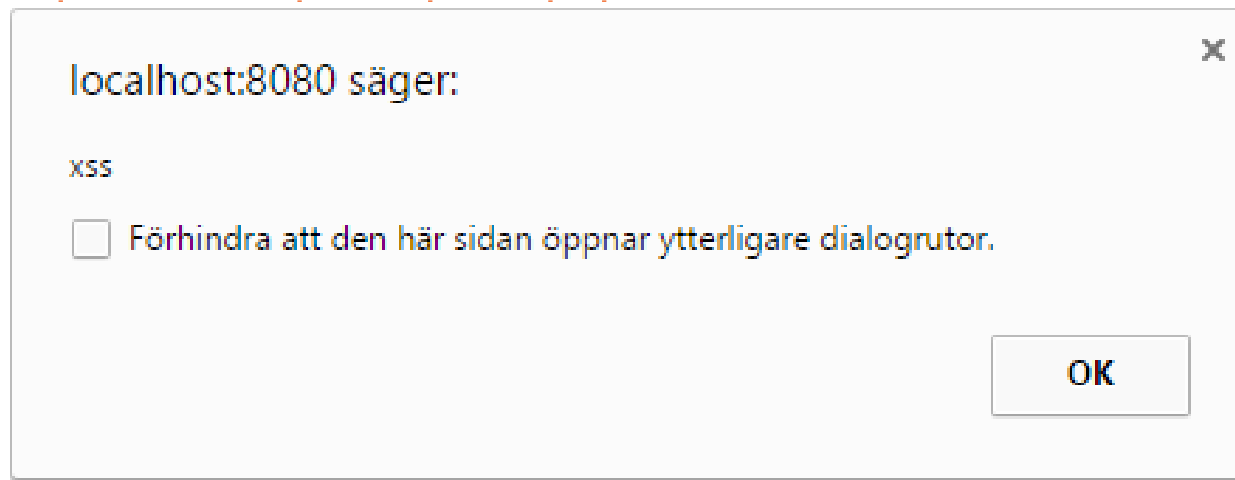 localhost:8080 säger:
xss
Förhindra att den här sidan öppnar ytterligare dialogrutor.
OK